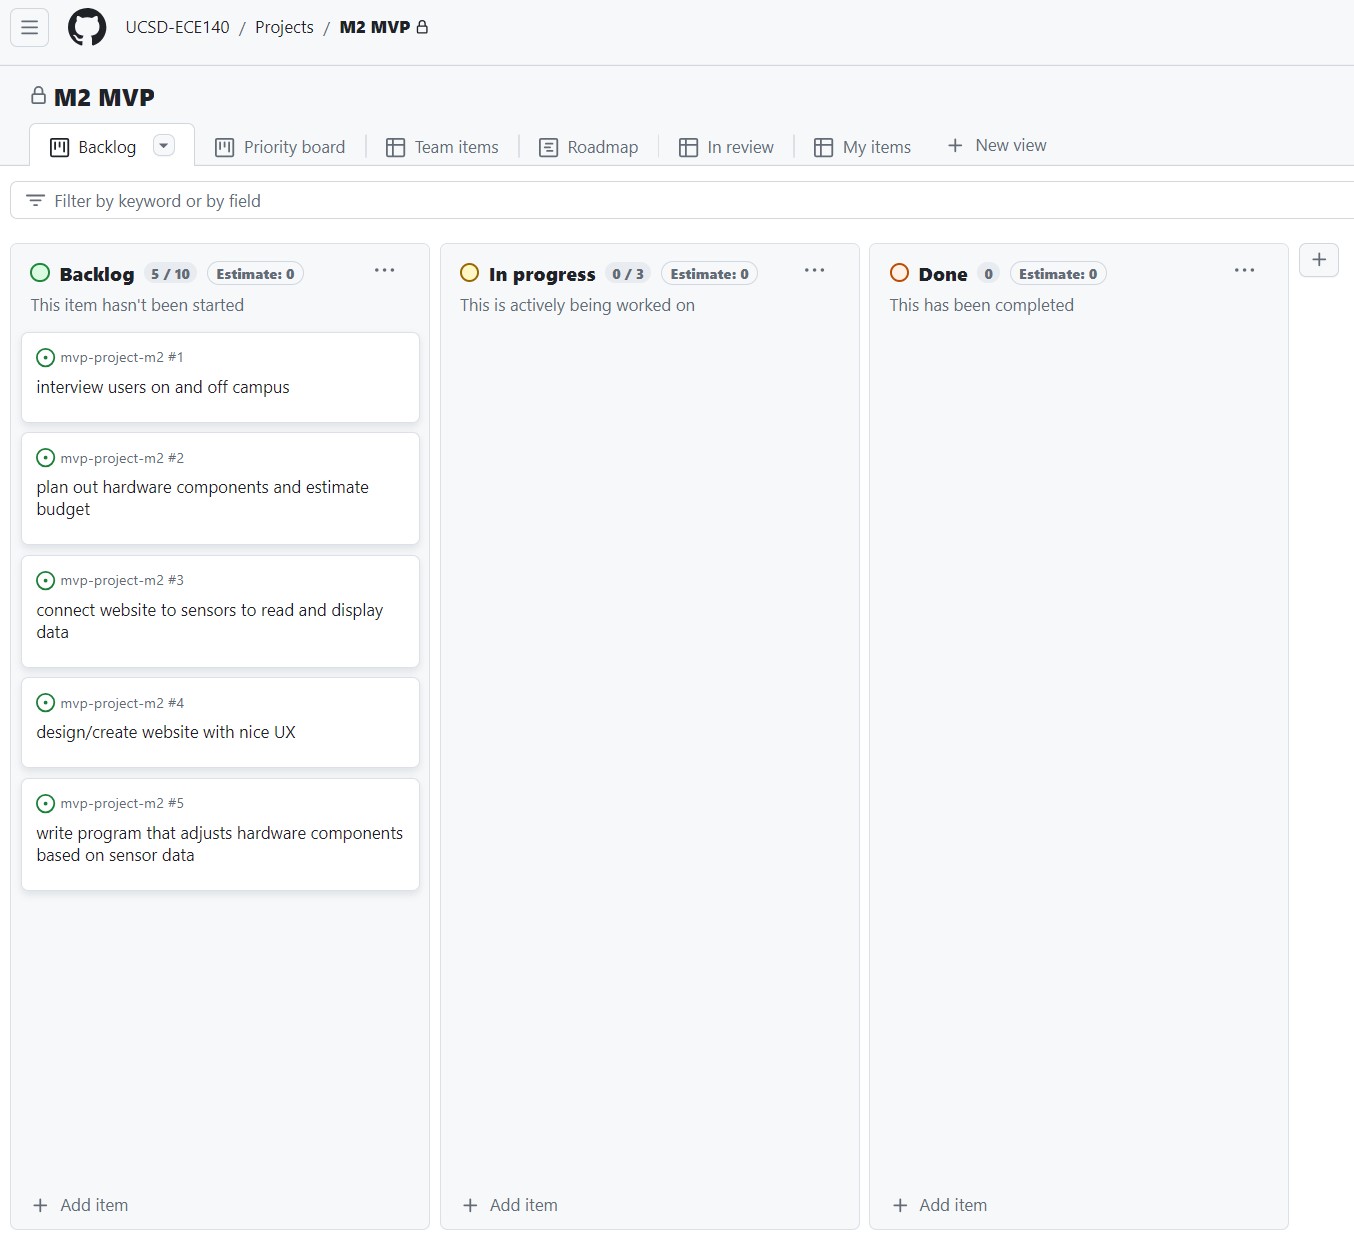 UCSD-ECE140 / Projects / M2 MVP
M2 MVP
Backlog Priority board Team items Roadmap In review My items + New view
Filter by keyword or by field
Backlog 5 / 10 Estimate: 0
This item hasn't been started
mvp-project-m2 #1
interview users on and off campus
mvp-project-m2 #2
plan out hardware components and estimate
budget
mvp-project-m2 #3
connect website to sensors to read and display
data
mvp-project-m2 #4
design/create website with nice UX
mvp-project-m2 #5
write program that adjusts hardware components
based on sensor data
+ Add item
In progress 0 / 3 Estimate: 0
This is actively being worked on
+ Add item
Done 0 Estimate: 0
This has been completed
+ Add item